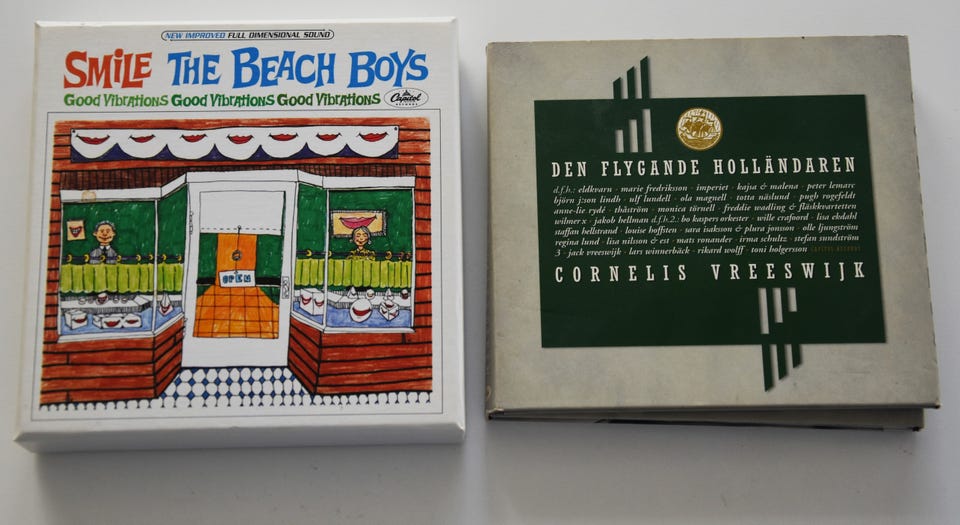 NEW IMPROVED FULL DIMENSIONAL SOUND
SMiLE THE BEACH BOYS
GOOD VIBRATIONS GOOD VIBRATIONS GOOD VIBRATIONS
Capitol
RECORDS
OPEN
DEN FLYGANDE HOLLÄNDAREN
d.f.h.: eldkvarn · marie fredriksson · imperiet · kajsa & malena · peter lemarc
björn j:son lindh · ulf lundell · ola magnell · totta näslund · pugh rogefeldt
anne-lie rydé · thåström · monica törnell · freddie wadling & fläskkvartetten
wilmer x · jakob hellman d.f.h.2.: bo kaspers orkester · wille crafoord · lisa ekdahl
staffan hellstrand · louise hoffsten · sara isaksson & plura jonsson · olle ljungström
regina lund · lisa nilsson & est · mats ronander · irma schultz · stefan sundström
3 · jack vreeswijk · lars winnerbäck · rikard wolff · toni holgersson
CORNELIS VREESWIJK